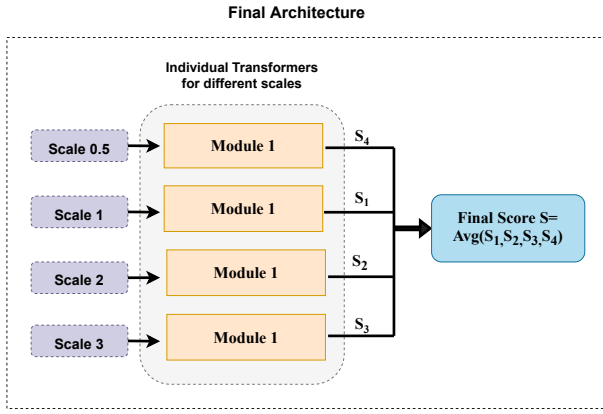 Final Architecture
Individual Transformers
for different scales
Scale 0.5
Module 1
S4
Scale 1
Module 1
S1
Scale 2
Module 1
S2
Scale 3
Module 1
S3
Final Score S=
Avg(S1,S2,S3,S4)